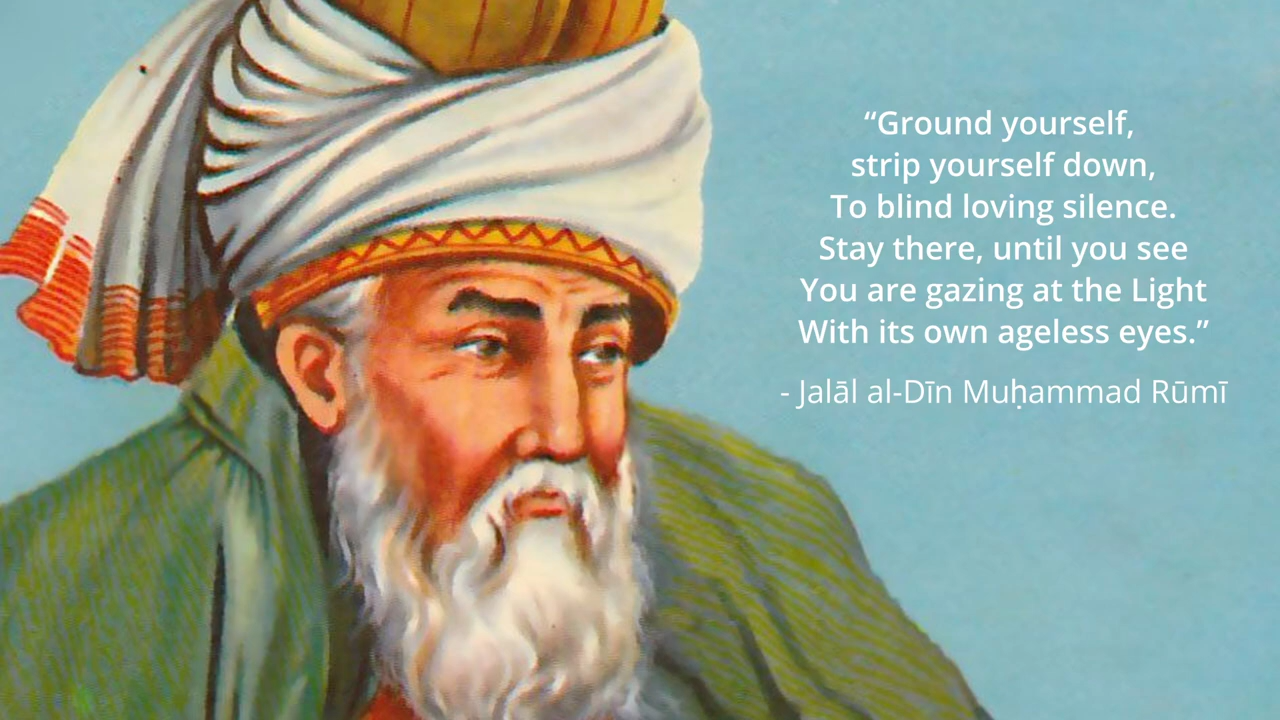 “Ground yourself,
strip yourself down,
To blind loving silence.
Stay there, until you see
You are gazing at the Light
With its own ageless eyes.”
- Jalāl al-Dīn Muḥammad Rūmī